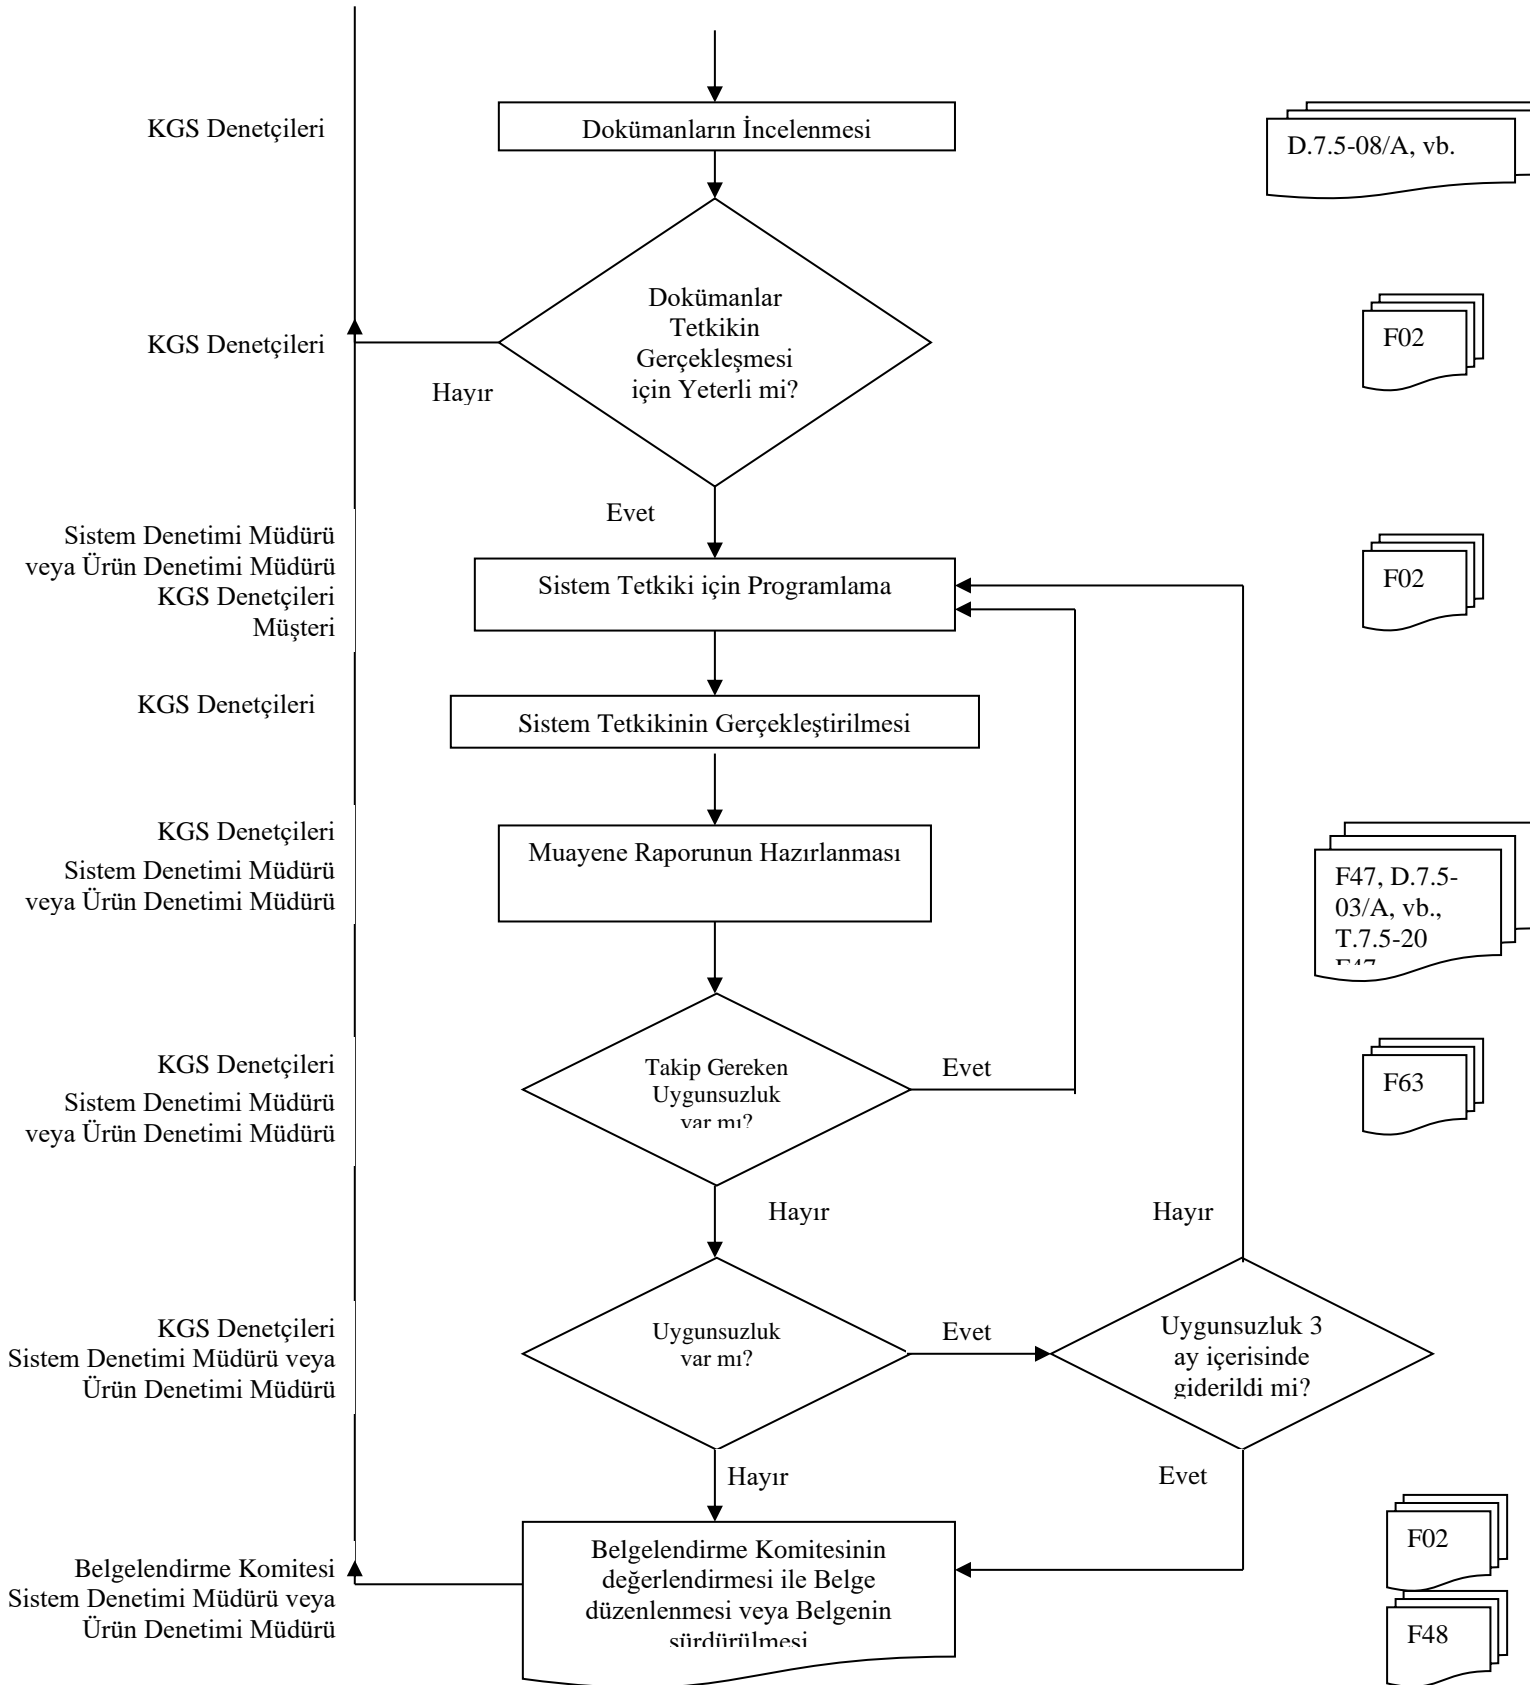 KGS Denetçileri
Dokümanların İncelenmesi
D.7.5-08/A, vb.
KGS Denetçileri
Dokümanlar
Tetkikin
Gerçekleşmesi
için Yeterli mi?
F02
Hayır
Evet
Sistem Denetimi Müdürü
veya Ürün Denetimi Müdürü
KGS Denetçileri
Müşteri
Sistem Tetkiki için Programlama
F02
KGS Denetçileri
Sistem Tetkikinin Gerçekleştirilmesi
KGS Denetçileri
Sistem Denetimi Müdürü
veya Ürün Denetimi Müdürü
Muayene Raporunun Hazırlanması
F47, D.7.5-
03/A, vb.,
T.7.5-20
F47
KGS Denetçileri
Sistem Denetimi Müdürü
veya Ürün Denetimi Müdürü
Takip Gereken
Uygunsuzluk
var mı?
Evet
F63
Hayır
Hayır
KGS Denetçileri
Sistem Denetimi Müdürü veya
Ürün Denetimi Müdürü
Uygunsuzluk
var mı?
Evet
Uygunsuzluk 3
ay içerisinde
giderildi mi?
Hayır
Evet
Belgelendirme Komitesi
Sistem Denetimi Müdürü veya
Ürün Denetimi Müdürü
Belgelendirme Komitesinin
değerlendirmesi ile Belge
düzenlenmesi veya Belgenin
sürdürülmesi
F02
F48